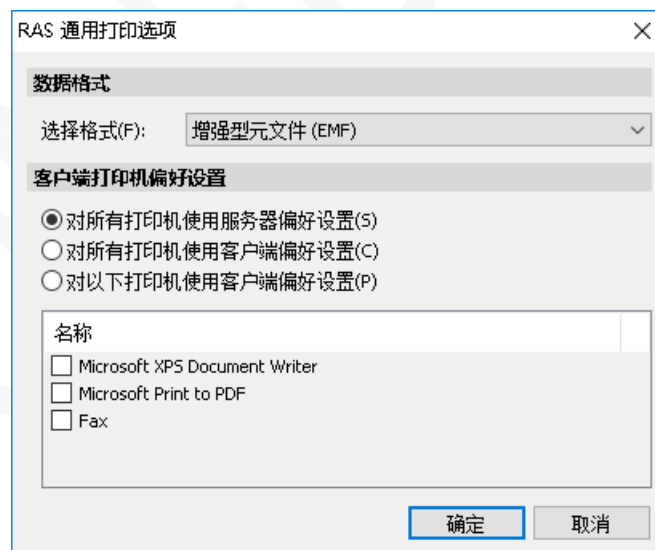 RAS 通用打印选项
数据格式
选择格式(F): 增强型元文件 (EMF)
客户端打印机偏好设置
对所有打印机使用服务器偏好设置(S)
对所有打印机使用客户端偏好设置(C)
对以下打印机使用客户端偏好设置(P)
名称
Microsoft XPS Document Writer
Microsoft Print to PDF
Fax
确定 取消